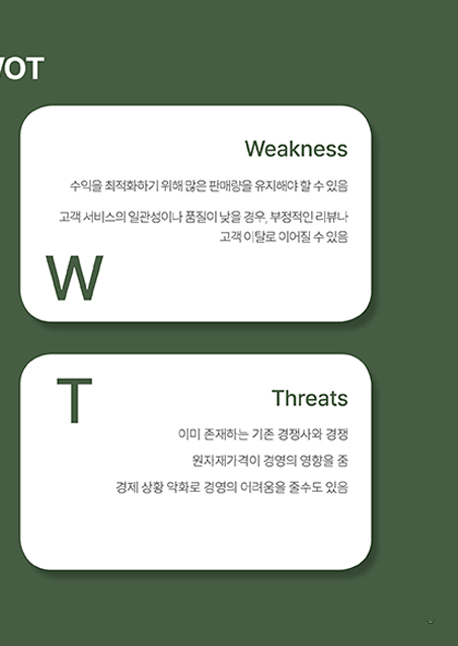 WOT
Weakness
수익을 최적화하기 위해 많은 판매량을 유지해야 할 수 있음
고객 서비스의 일관성이나 품질이 낮을 경우, 부정적인 리뷰나
고객 이탈로 이어질 수 있음
W
T
Threats
이미 존재하는 기존 경쟁사와 경쟁
원자재가격이 경영의 영향을 줌
경제 상황 악화로 경영의 어려움을 줄수도 있음